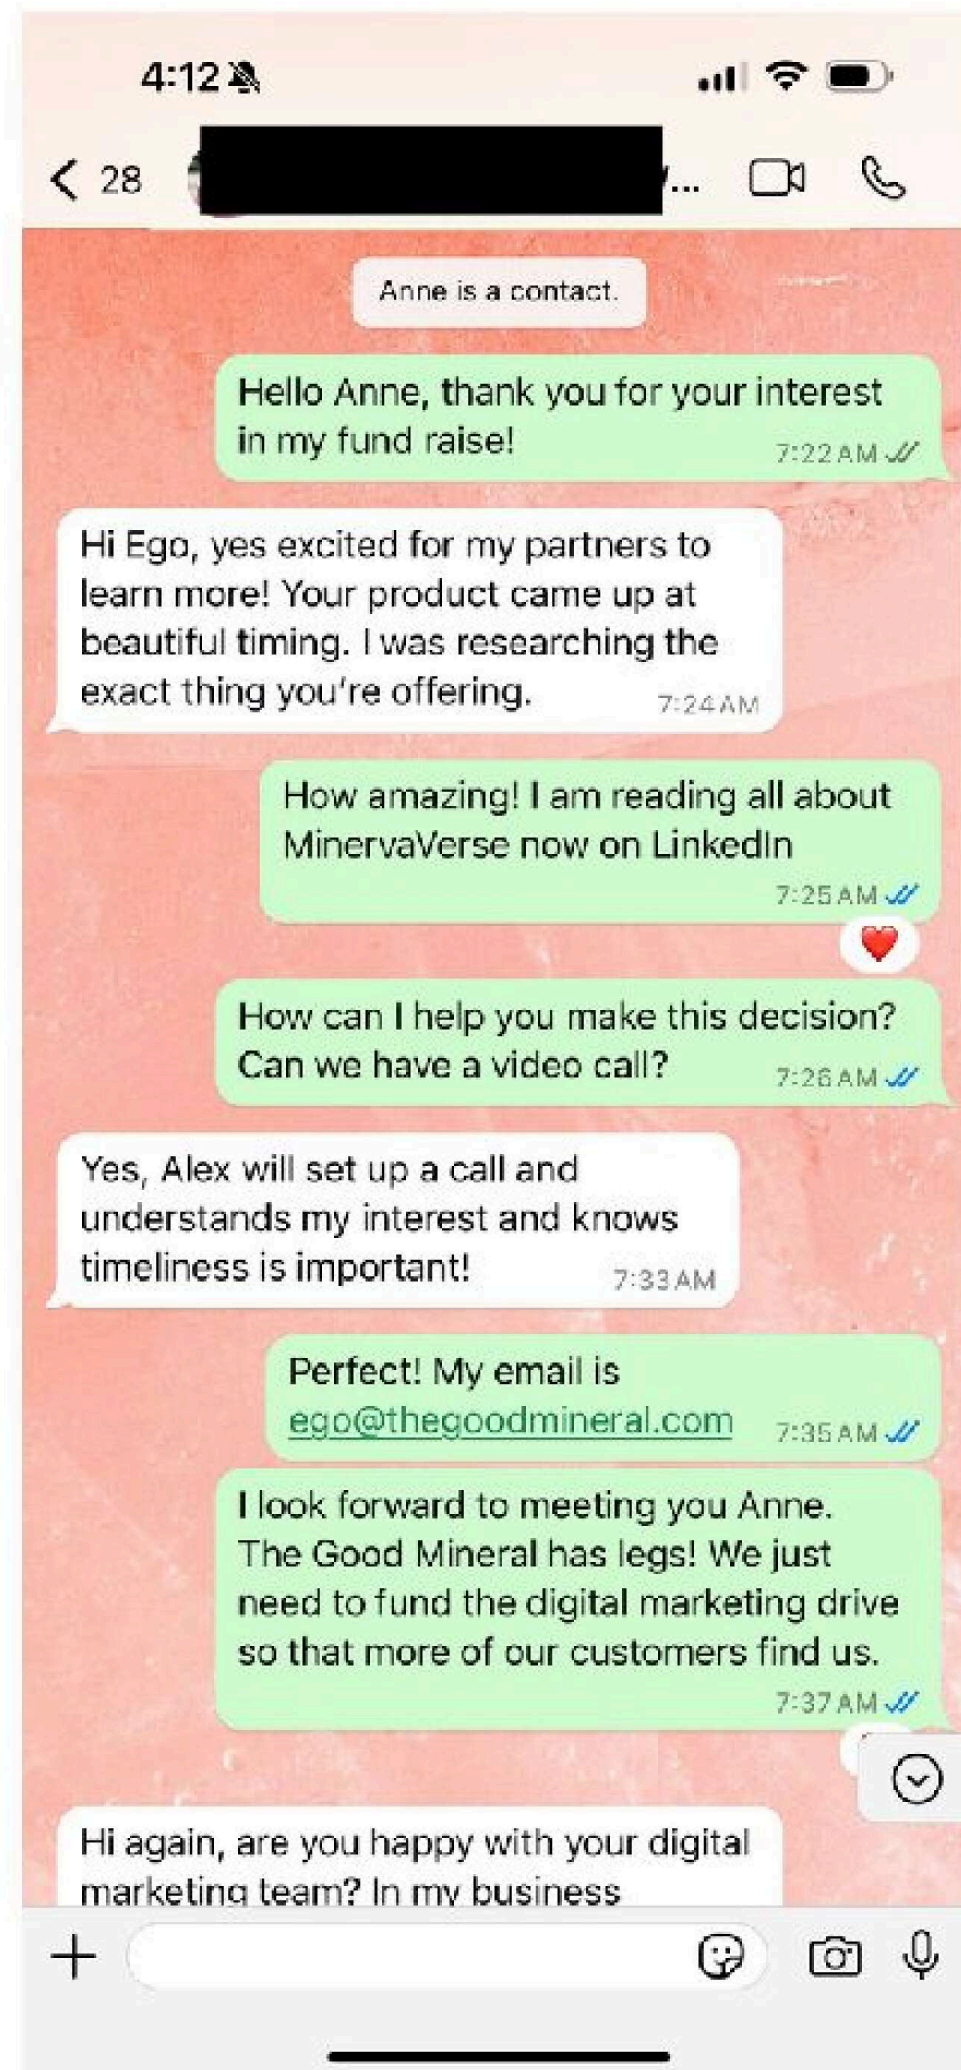 4:12
28
...
Anne is a contact.
Hello Anne, thank you for your interest
in my fund raise!
7:22 AM
Hi Ego, yes excited for my partners to
learn more! Your product came up at
beautiful timing. I was researching the
exact thing you're offering.
7:24 AM
How amazing! I am reading all about
MinervaVerse now on LinkedIn
7:25 AM
How can I help you make this decision?
Can we have a video call?
7:26 AM
Yes, Alex will set up a call and
understands my interest and knows
timeliness is important!
7:33 AM
Perfect! My email is
ego@thegoodmineral.com
7:35 AM
I look forward to meeting you Anne.
The Good Mineral has legs! We just
need to fund the digital marketing drive
so that more of our customers find us.
7:37 AM
Hi again, are you happy with your digital
marketing team? In my business